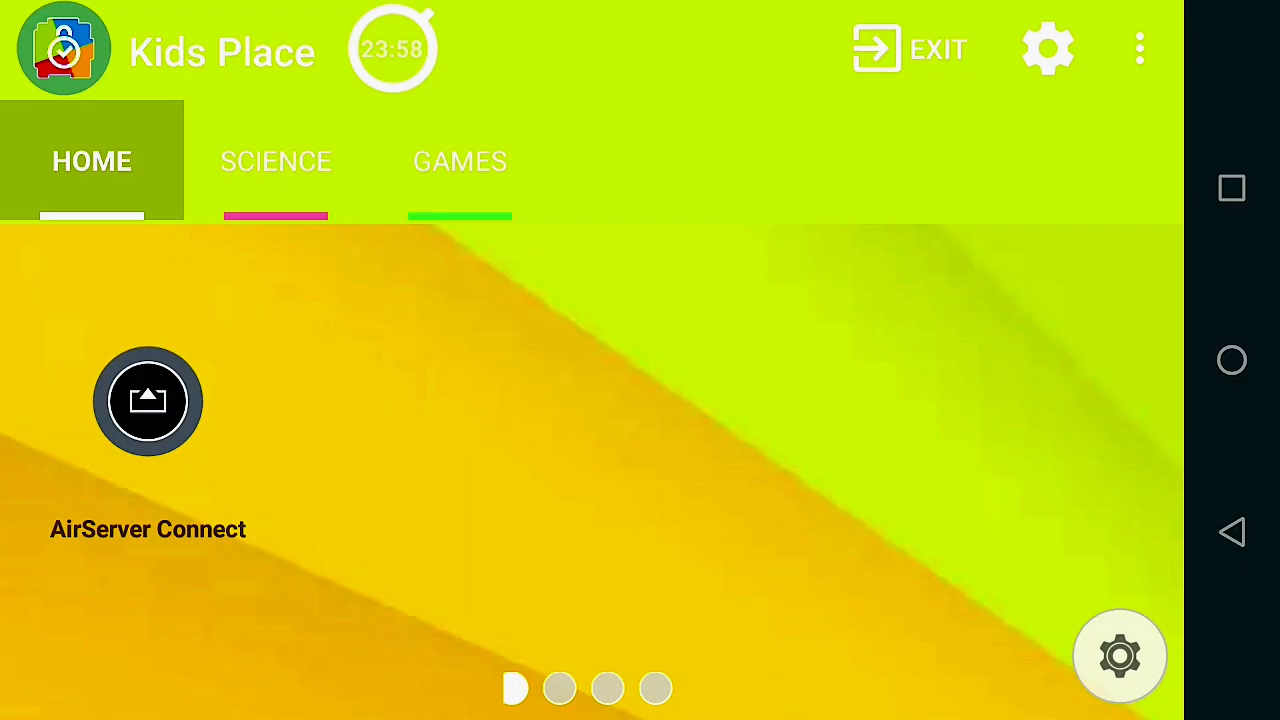 Kids Place
23:58
EXIT
HOME
SCIENCE
GAMES
AirServer Connect